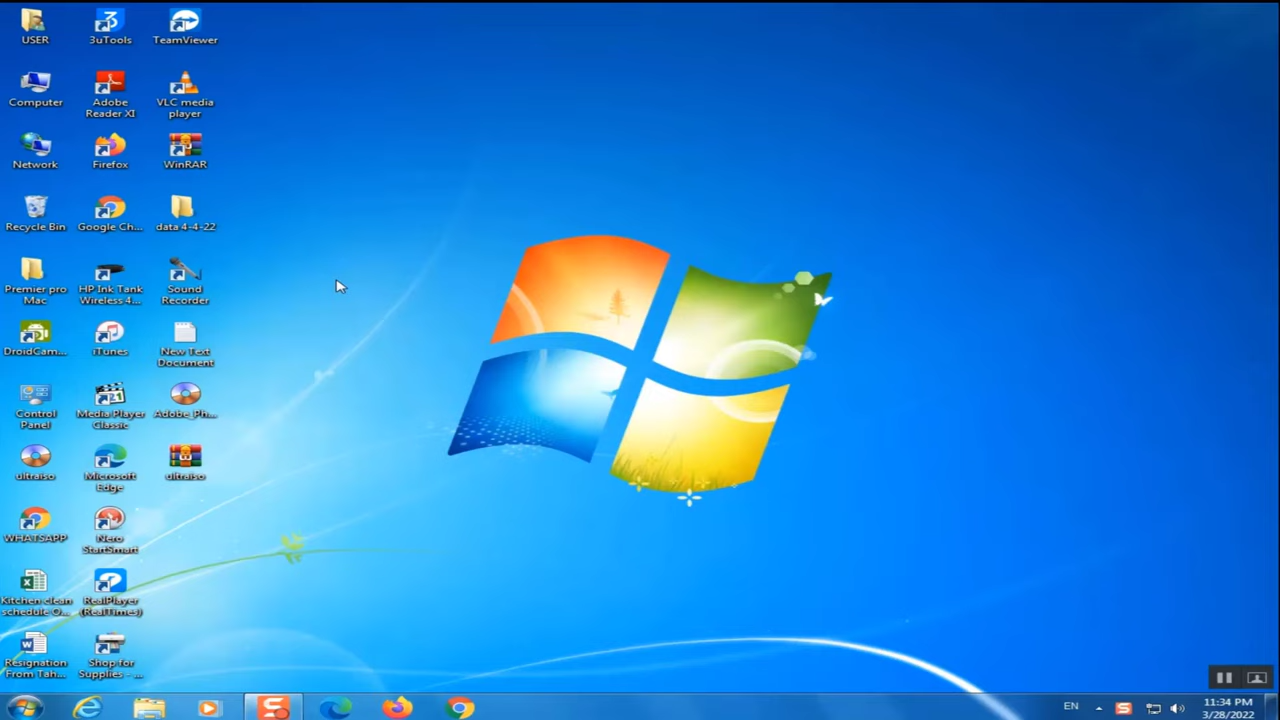 USER
3uTools
TeamViewer
Computer
Adobe
Reader XI
VLC media
player
Network
Firefox
WinRAR
Recycle Bin
Google Ch...
data 4-4-22
Premier pro
Mac
HP Ink Tank
Wireless 4...
Sound
Recorder
DroidCam...
iTunes
New Text
Document
Control
Panel
Media Player
Classic
Adobe_Ph...
ultraiso
Microsoft
Edge
ultraiso
WHATSAPP
Nero
StartSmart
Kitchen clean
schedule O...
RealPlayer
(RealTimes)
Resignation
From Tah...
Shop for
Supplies - ...
EN
11:34 PM
3/28/2022